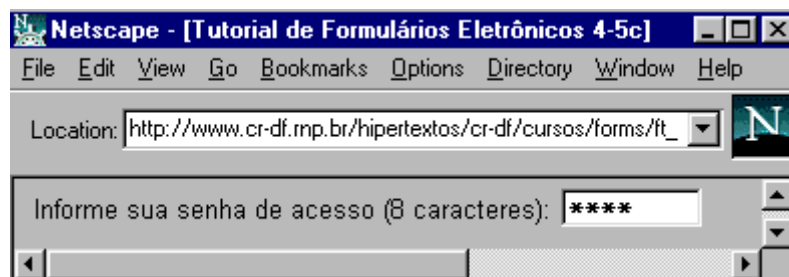 Netscape - [Tutorial de Formulários Eletrônicos 4-5c]
File Edit View Go Bookmarks Options Directory Window Help
Location: http://www.cr-df.rnp.br/hipertextos/cr-df/cursos/forms/ft_ N
Informe sua senha de acesso (8 caracteres): ****